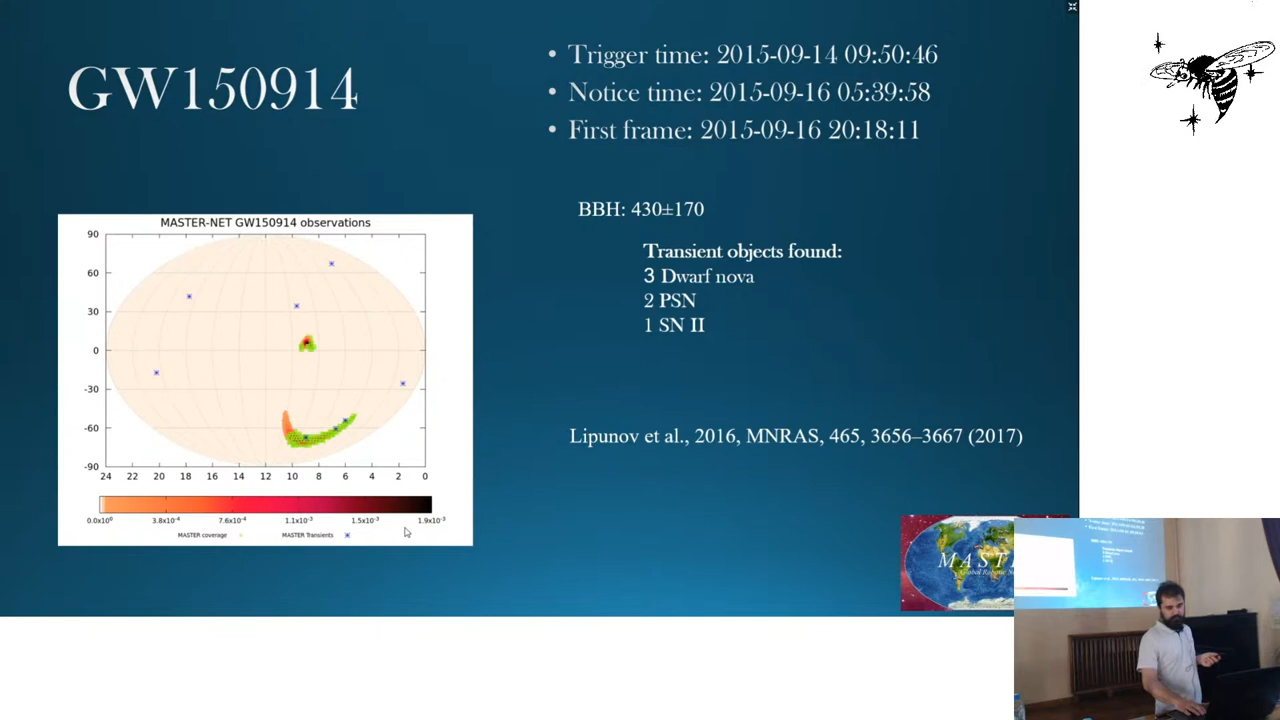 GW150914
• Trigger time: 2015-09-14 09:50:46
• Notice time: 2015-09-16 05:39:58
• First frame: 2015-09-16 20:18:11
BBH: 430±170
Transient objects found:
3 Dwarf nova
2 PSN
1 SN II
Lipunov et al., 2016, MNRAS, 465, 3656–3667 (2017)
MASTER-NET GW150914 observations
90
60
30
0
-30
-60
-90
24 22 20 18 16 14 12 10 8 6 4 2 0
0.0x10⁰ 3.8x10⁻⁴ 7.6x10⁻⁴ 1.1x10⁻³ 1.5x10⁻³ 1.9x10⁻³
MASTER coverage MASTER Transients
MAST
Global Robotic